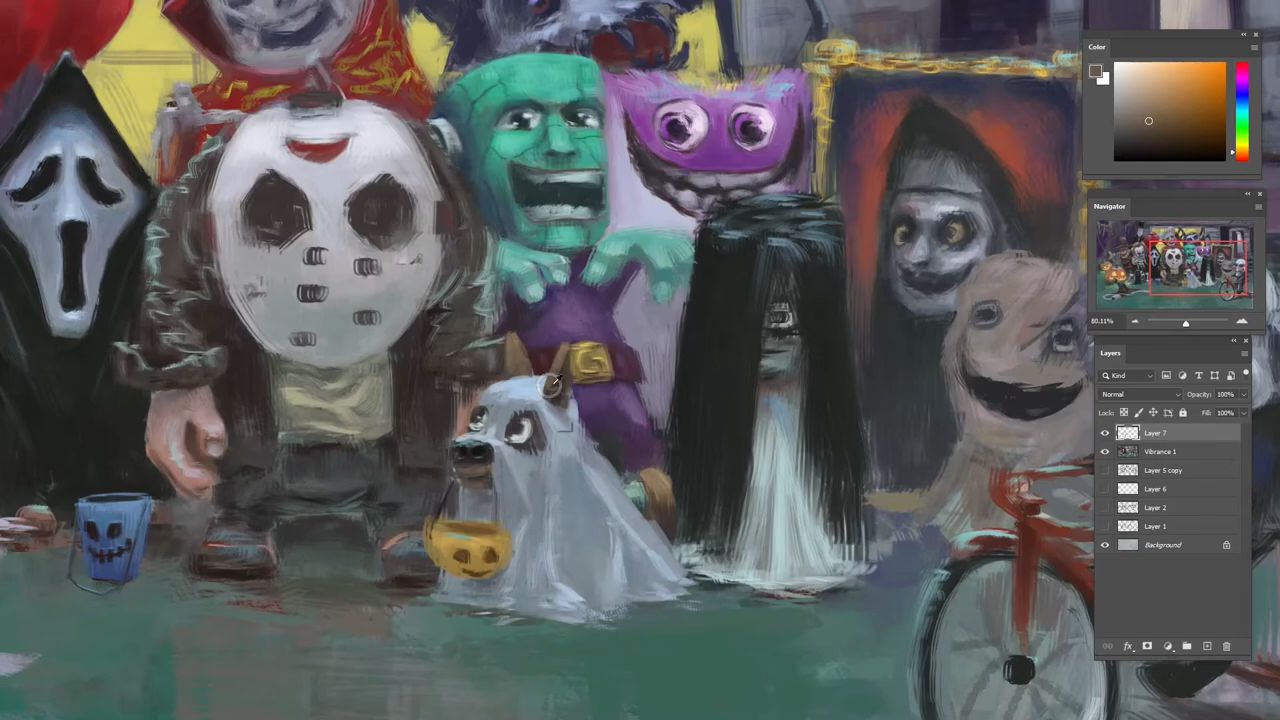 Color
Navigator
80.11%
Layers
Kind
Normal
Opacity: 100%
Lock:
Fill: 100%
Layer 7
Vibrance 1
Layer 5 copy
Layer 6
Layer 2
Layer 1
Background
fx